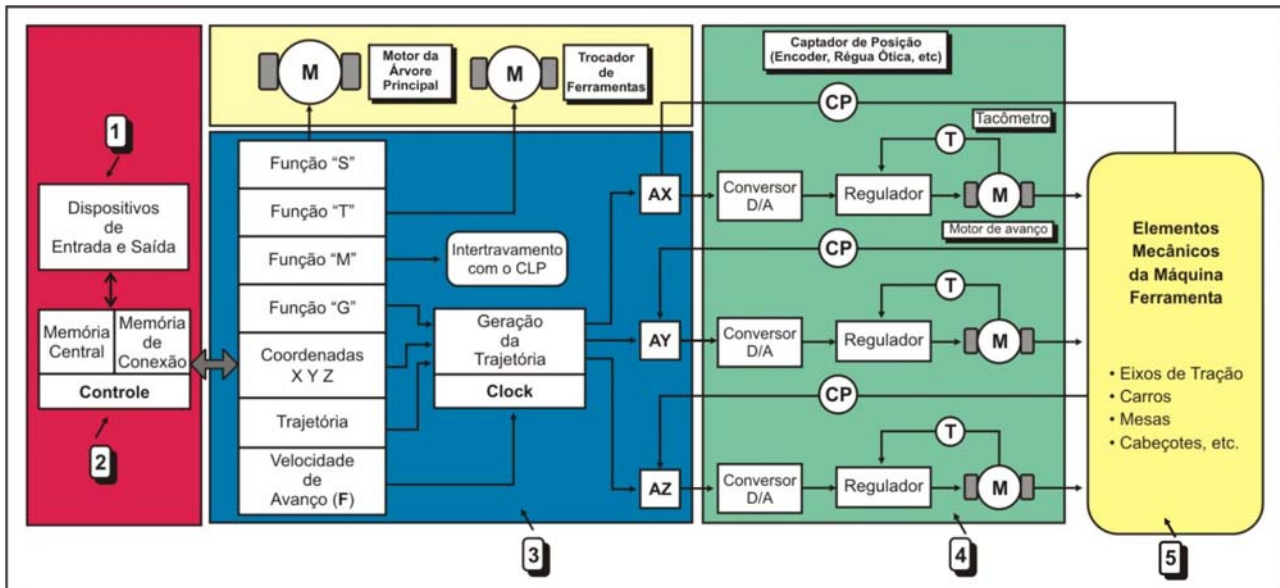 1
Dispositivos
de
Entrada e Saída
Memória
Central
Memória
de
Conexão
Controle
2
M
Motor da
Árvore
Principal
M
Trocador
de
Ferramentas
Função “S”
Função “T”
Função “M”
Função “G”
Coordenadas
X Y Z
Trajetória
Velocidade
de
Avanço (F)
Intertravamento
com o CLP
Geração
da
Trajetória
Clock
AX
AY
AZ
3
Captador de Posição
(Encoder, Régua Ótica, etc)
CP
Tacômetro
T
Conversor
D/A
Regulador
M
Motor de avanço
CP
T
Conversor
D/A
Regulador
M
CP
T
Conversor
D/A
Regulador
M
4
Elementos
Mecânicos
da Máquina
Ferramenta
• Eixos de Tração
• Carros
• Mesas
• Cabeçotes, etc.
5